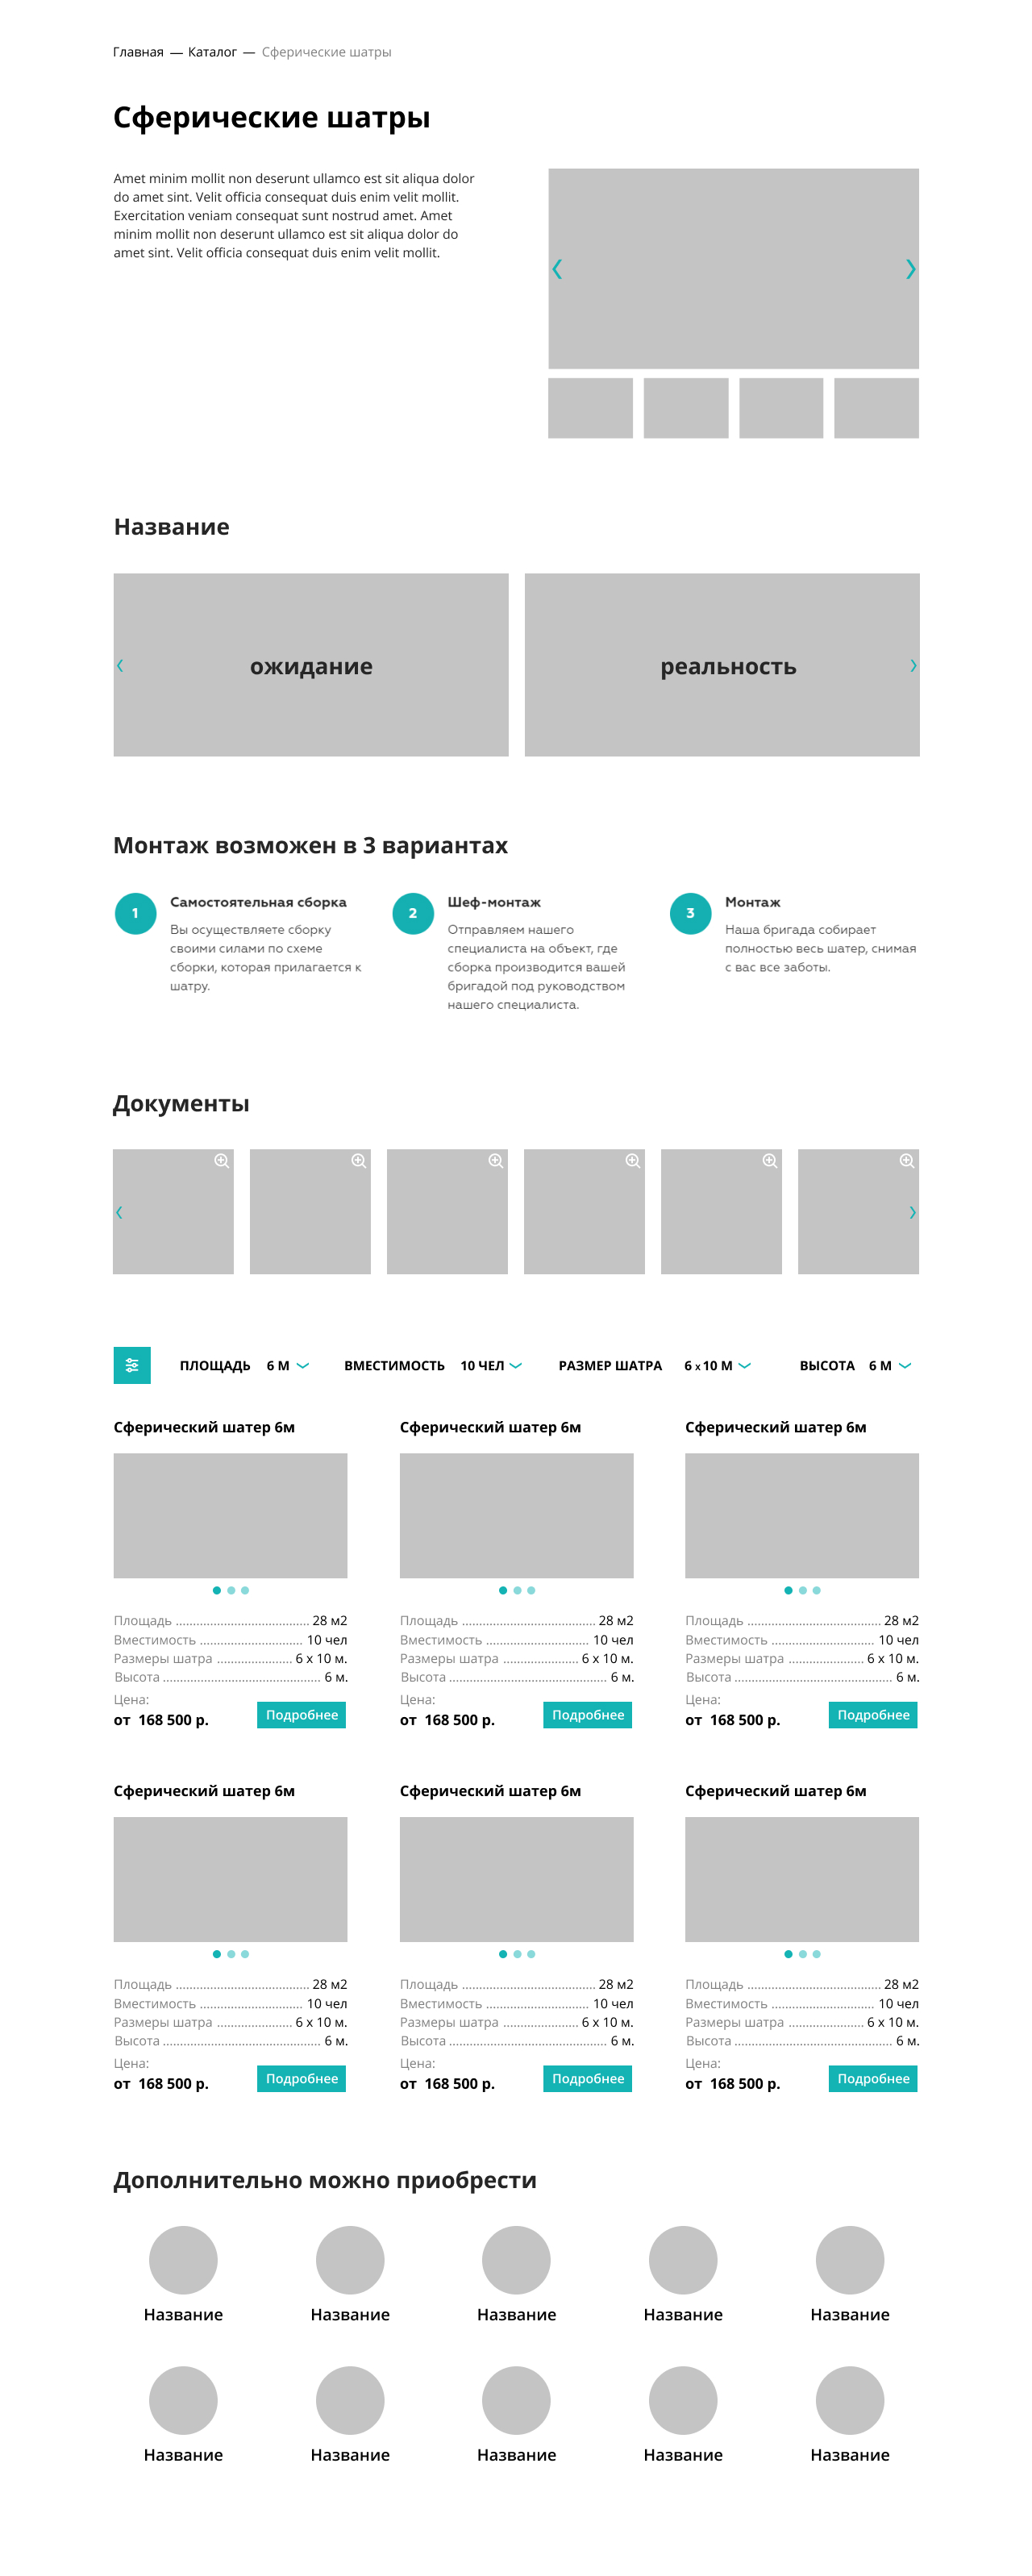 Главная — Каталог — Сферические шатры
Сферические шатры
Amet minim mollit non deserunt ullamco est sit aliqua dolor
do amet sint. Velit officia consequat duis enim velit mollit.
Exercitation veniam consequat sunt nostrud amet. Amet
minim mollit non deserunt ullamco est sit aliqua dolor do
amet sint. Velit officia consequat duis enim velit mollit.
Название
ожидание
реальность
Монтаж возможен в 3 вариантах
1
Самостоятельная сборка
Вы осуществляете сборку
своими силами по схеме
сборки, которая прилагается к
шатру.
2
Шеф-монтаж
Отправляем нашего
специалиста на объект, где
сборка производится вашей
бригадой под руководством
нашего специалиста.
3
Монтаж
Наша бригада собирает
полностью весь шатер, снимая
с вас все заботы.
Документы
ПЛОЩАДЬ 6 М ВМЕСТИМОСТЬ 10 ЧЕЛ РАЗМЕР ШАТРА 6 х 10 М ВЫСОТА 6 М
Сферический шатер 6м
Площадь 28 м2
Вместимость 10 чел
Размеры шатра 6 х 10 м.
Высота 6 м.
Цена:
от 168 500 р.
Подробнее
Сферический шатер 6м
Площадь 28 м2
Вместимость 10 чел
Размеры шатра 6 х 10 м.
Высота 6 м.
Цена:
от 168 500 р.
Подробнее
Сферический шатер 6м
Площадь 28 м2
Вместимость 10 чел
Размеры шатра 6 х 10 м.
Высота 6 м.
Цена:
от 168 500 р.
Подробнее
Сферический шатер 6м
Площадь 28 м2
Вместимость 10 чел
Размеры шатра 6 х 10 м.
Высота 6 м.
Цена:
от 168 500 р.
Подробнее
Сферический шатер 6м
Площадь 28 м2
Вместимость 10 чел
Размеры шатра 6 х 10 м.
Высота 6 м.
Цена:
от 168 500 р.
Подробнее
Сферический шатер 6м
Площадь 28 м2
Вместимость 10 чел
Размеры шатра 6 х 10 м.
Высота 6 м.
Цена:
от 168 500 р.
Подробнее
Дополнительно можно приобрести
Название Название Название Название Название
Название Название Название Название Название